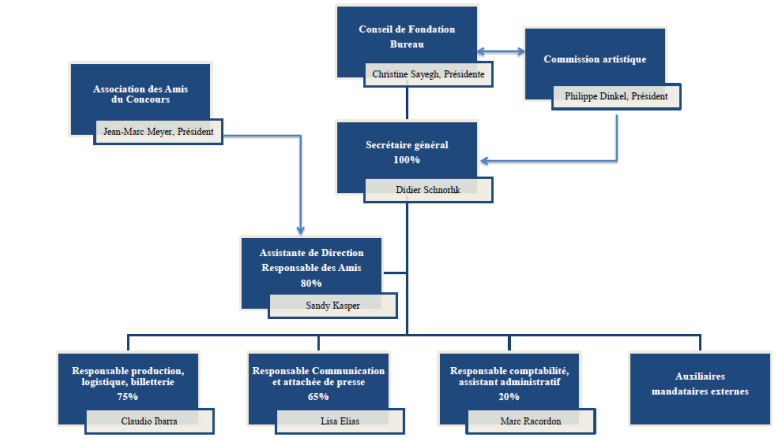 Conseil de Fondation
Bureau
Christine Sayegh, Présidente
Commission artistique
Philippe Dinkel, Président
Association des Amis
du Concours
Jean-Marc Meyer, Président
Secrétaire général
100%
Didier Schnorhk
Assistante de Direction
Responsable des Amis
80%
Sandy Kasper
Responsable production,
logistique, billetterie
75%
Claudio Ibarra
Responsable Communication
et attachée de presse
65%
Lisa Elias
Responsable comptabilité,
assistant administratif
20%
Marc Racordon
Auxiliaires
mandataires externes